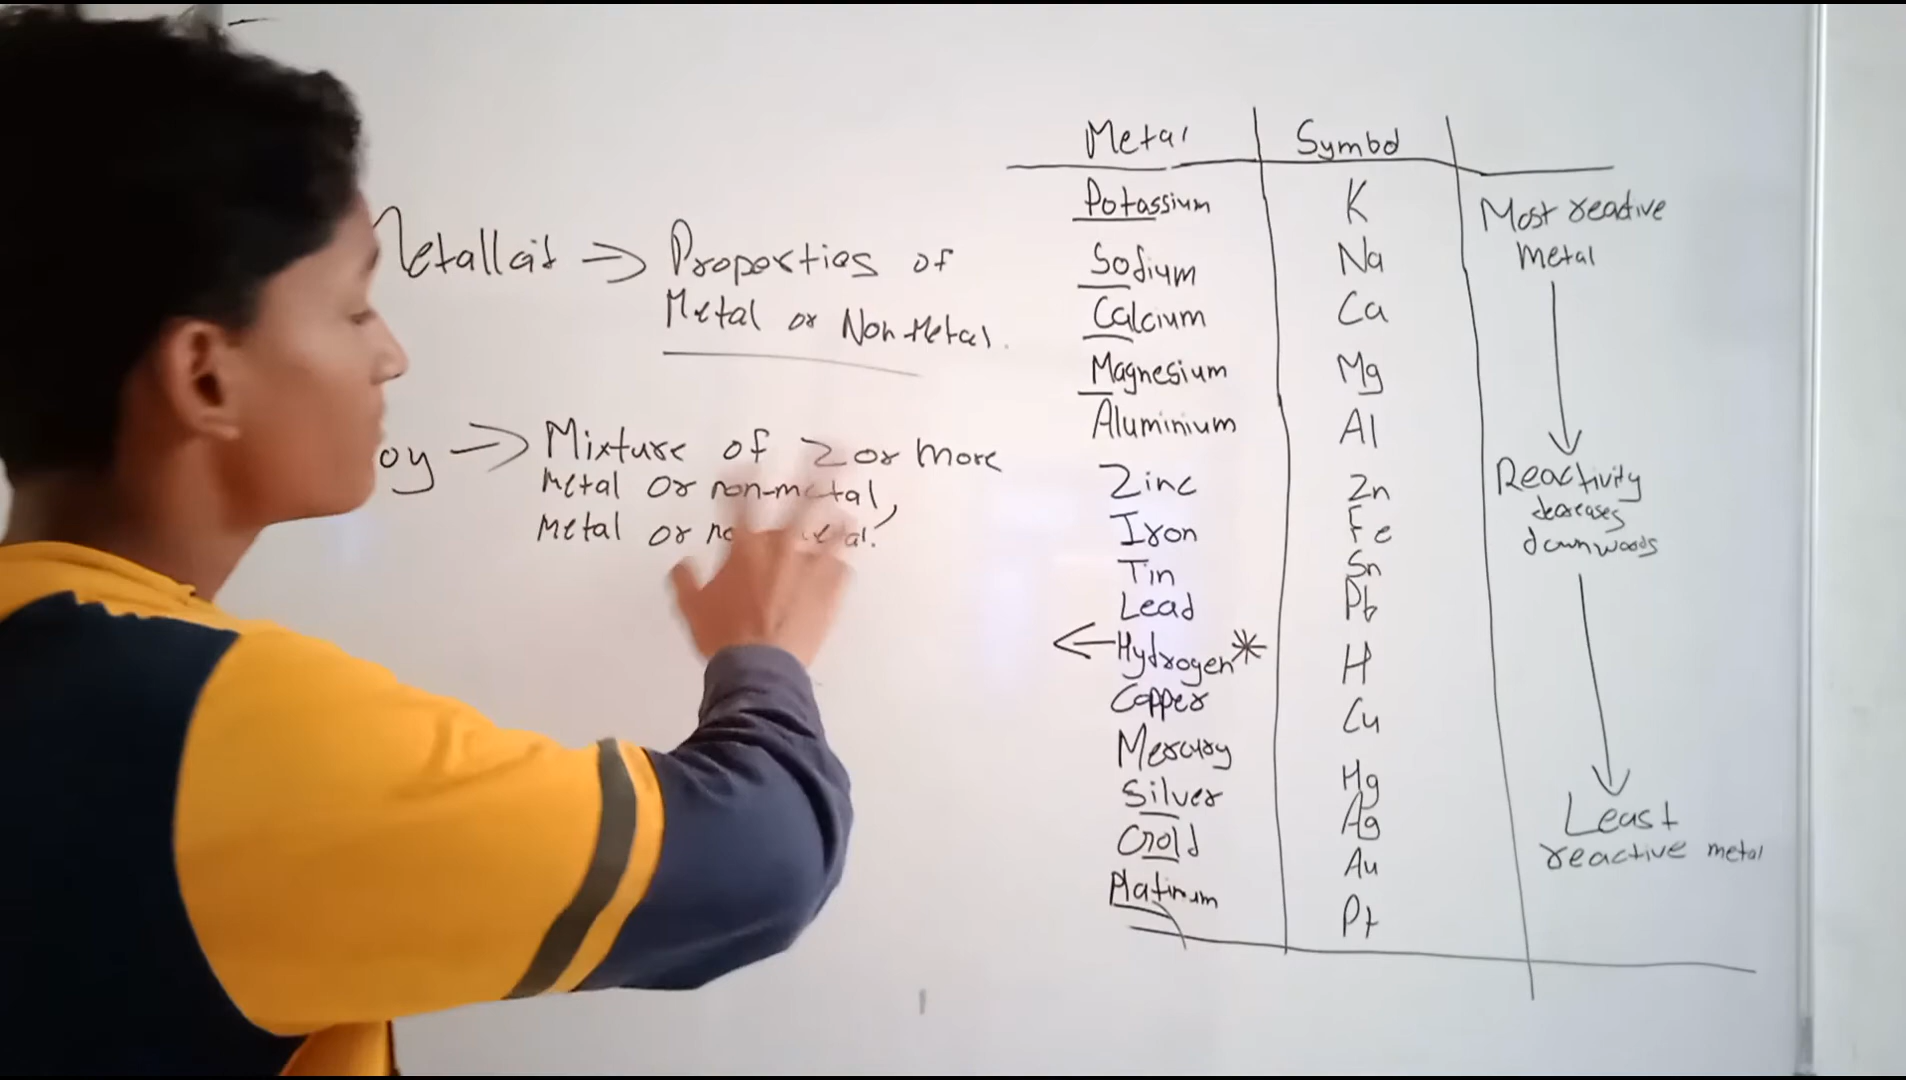 Metalloid → Properties of
Metal or Non-Metal.
oy → Mixture of 2 or more
metal or non-metal,
metal or
Metal Symbol
Potassium K Most reactive
metal
Sodium Na
Calcium Ca
Magnesium Mg
Aluminium Al
Zinc Zn Reactivity
decreases
downwoods
Iron Fe
Tin Sn
Lead Pb
← Hydrogen* H
Copper Cu
Mercury Hg
Silver Ag Least
reactive metal
Gold Au
Platinum Pt